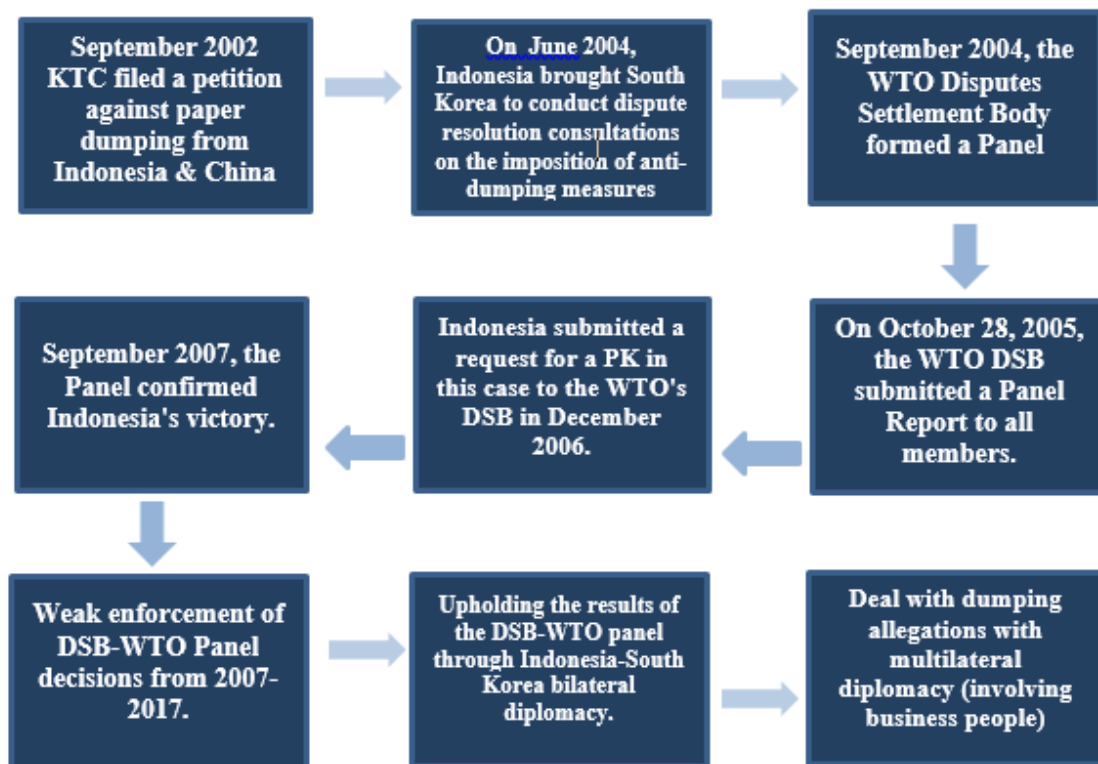 September 2002
KTC filed a petition
against paper
dumping from
Indonesia & China
On June 2004,
Indonesia brought South
Korea to conduct dispute
resolution consultations
on the imposition of anti-
dumping measures
September 2004, the
WTO Disputes
Settlement Body
formed a Panel
On October 28, 2005,
the WTO DSB
submitted a Panel
Report to all
members.
Indonesia submitted a
request for a PK in
this case to the WTO's
DSB in December
2006.
September 2007, the
Panel confirmed
Indonesia's victory.
Weak enforcement of
DSB-WTO Panel
decisions from 2007-
2017.
Upholding the results of
the DSB-WTO panel
through Indonesia-South
Korea bilateral
diplomacy.
Deal with dumping
allegations with
multilateral
diplomacy (involving
business people)